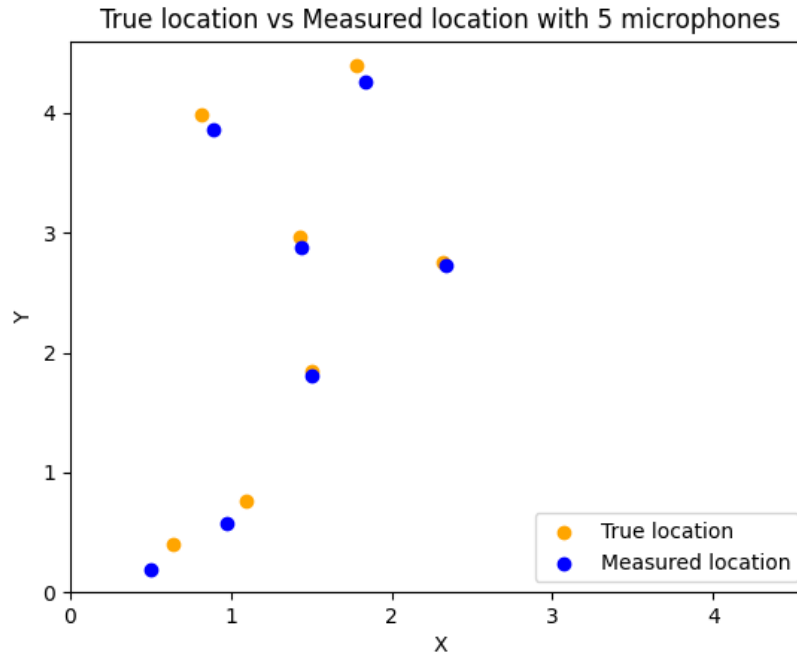 True location vs Measured location with 5 microphones
Y
4
3
2
1
0
0 1 2 3 4
X
True location
Measured location